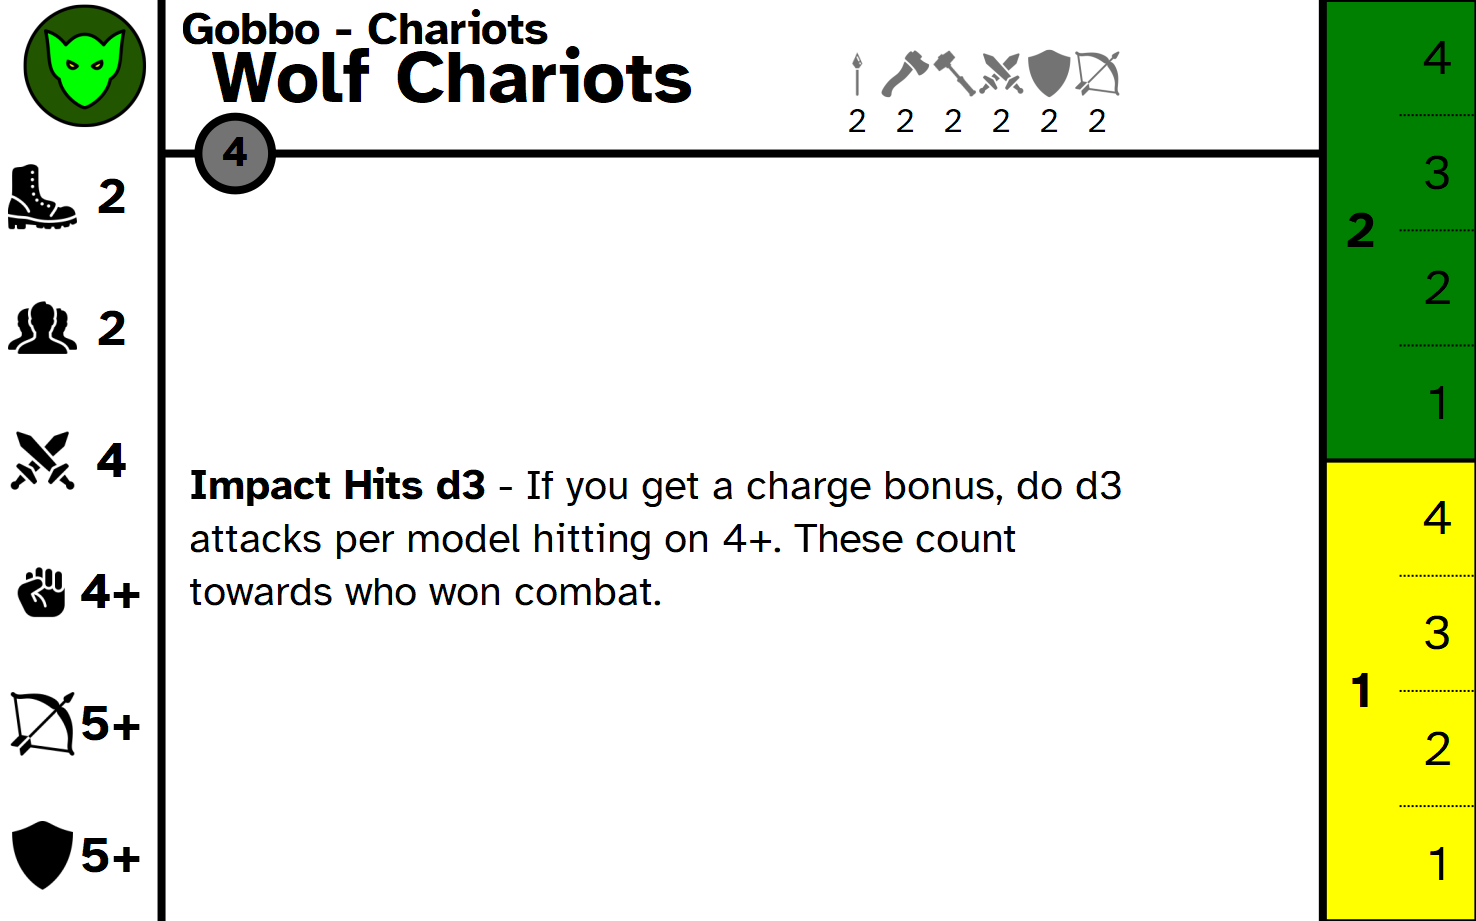 Gobbo - Chariots
Wolf Chariots
2 2 2 2 2 2
4
2
2
4
4+
5+
5+
Impact Hits d3 - If you get a charge bonus, do d3
attacks per model hitting on 4+. These count
towards who won combat.
2
4
3
2
1
1
4
3
2
1